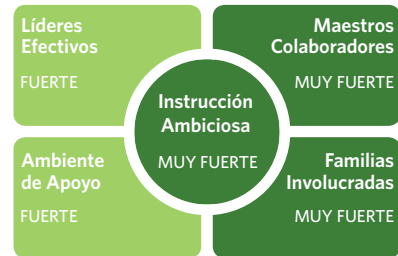 Líderes
Efectivos
FUERTE
Maestros
Colaboradores
MUY FUERTE
Instrucción
Ambiciosa
MUY FUERTE
Ambiente
de Apoyo
FUERTE
Familias
Involucradas
MUY FUERTE